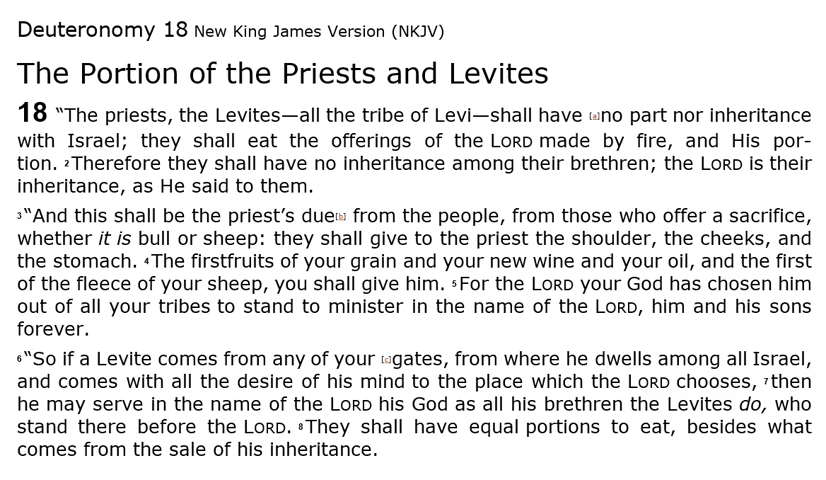 Deuteronomy 18 New King James Version (NKJV)
The Portion of the Priests and Levites
18 “The priests, the Levites—all the tribe of Levi—shall have [a]no part nor inheritance
with Israel; they shall eat the offerings of the LORD made by fire, and His por-
tion. 2Therefore they shall have no inheritance among their brethren; the LORD is their
inheritance, as He said to them.
3“And this shall be the priest’s due[b] from the people, from those who offer a sacrifice,
whether it is bull or sheep: they shall give to the priest the shoulder, the cheeks, and
the stomach. 4The firstfruits of your grain and your new wine and your oil, and the first
of the fleece of your sheep, you shall give him. 5For the LORD your God has chosen him
out of all your tribes to stand to minister in the name of the LORD, him and his sons
forever.
6“So if a Levite comes from any of your [c]gates, from where he dwells among all Israel,
and comes with all the desire of his mind to the place which the LORD chooses, 7then
he may serve in the name of the LORD his God as all his brethren the Levites do, who
stand there before the LORD. 8They shall have equal portions to eat, besides what
comes from the sale of his inheritance.